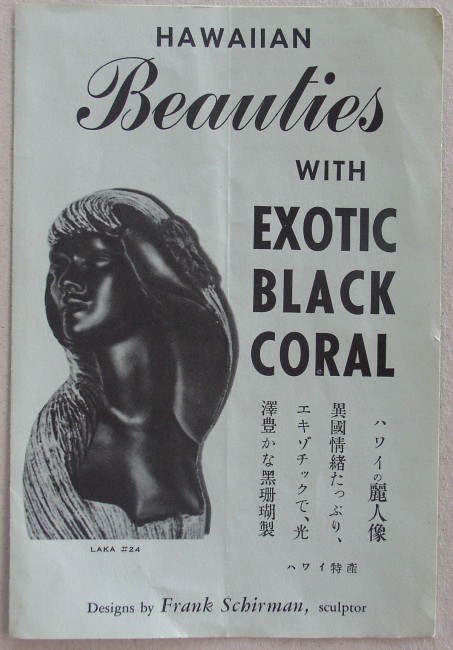 HAWAIIAN
Beauties
WITH
EXOTIC
BLACK
CORAL
ハワイの麗人像
異國情緒たっぷり、
エキゾチックで、光
澤豊かな黑珊瑚製
ハワイ特產
LAKA #24
Designs by Frank Schirman, sculptor